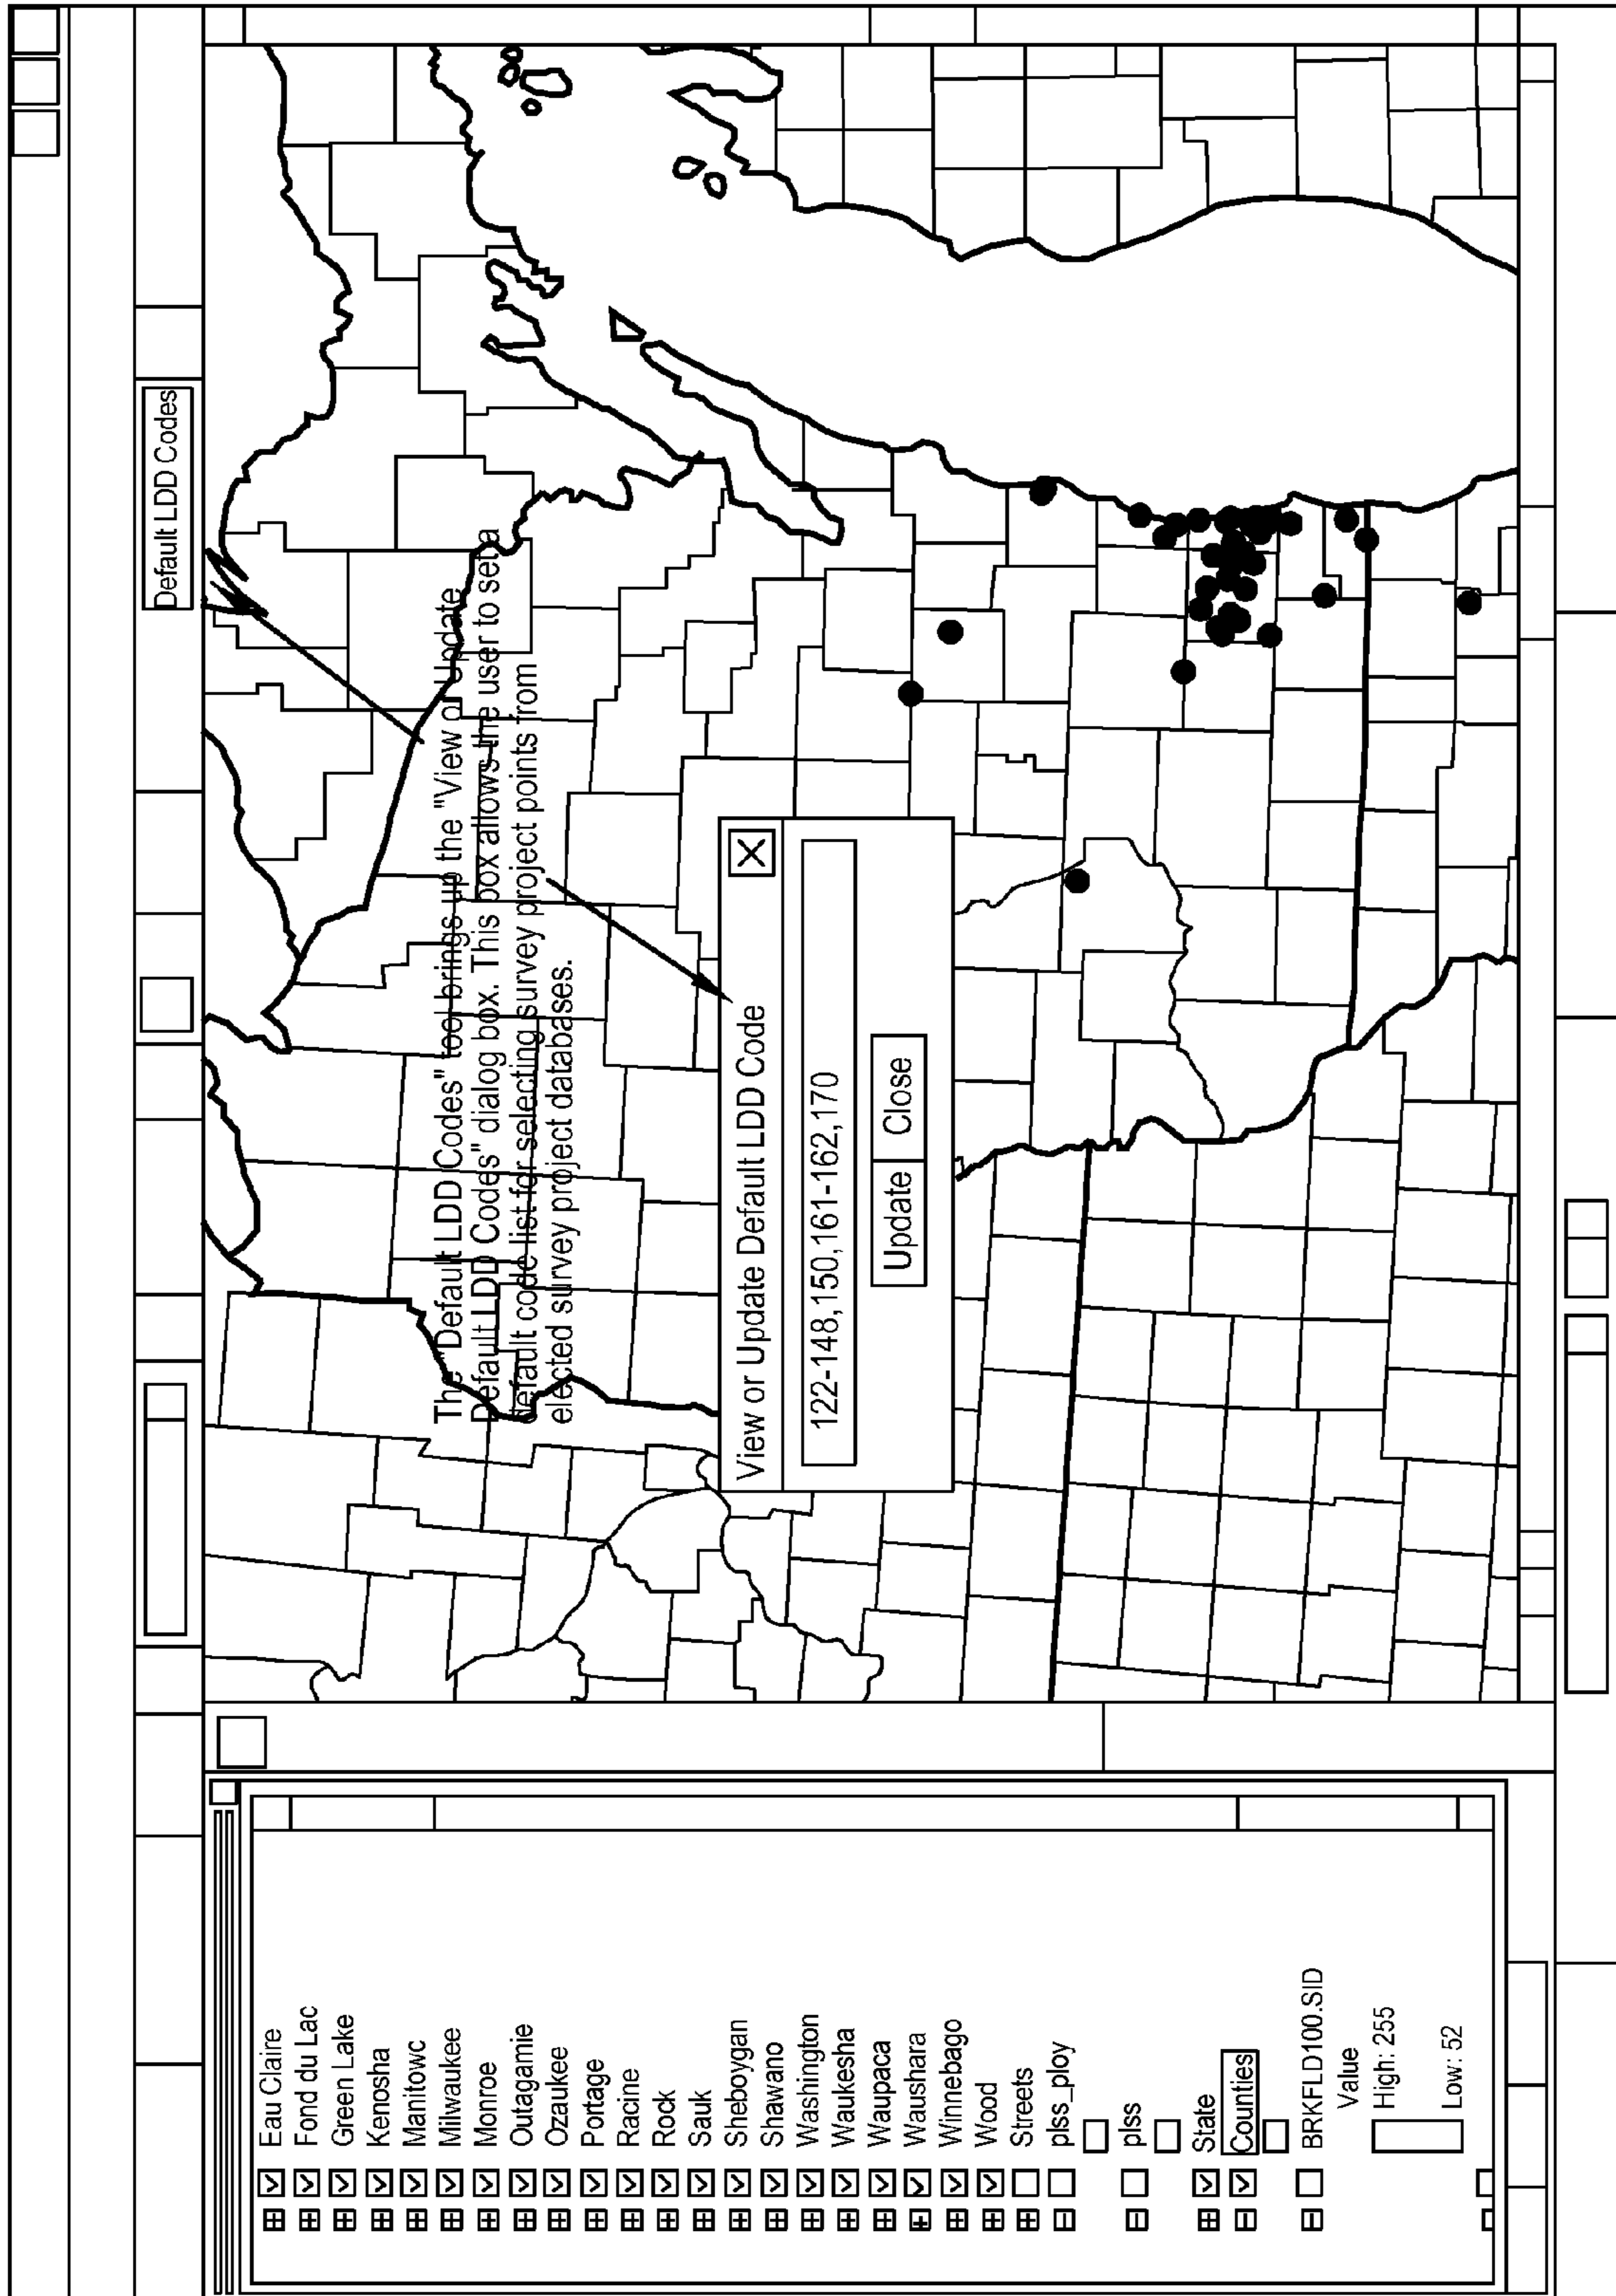 Default LDD Codes
The "Default LDD Codes" tool brings up the "View or Update
Default LDD Codes" dialog box. This box allows the user to set a
default code list for selecting survey project points from
elected survey project databases.
View or Update Default LDD Code
122-148,150,161-162,170
Update
Close
Eau Claire
Fond du Lac
Green Lake
Kenosha
Manitowc
Milwaukee
Monroe
Outagamie
Ozaukee
Portage
Racine
Rock
Sauk
Sheboygan
Shawano
Washington
Waukesha
Waupaca
Waushara
Winnebago
Wood
Streets
plss_ploy
plss
State
Counties
BRKFLD100.SID
Value
High: 255
Low: 52